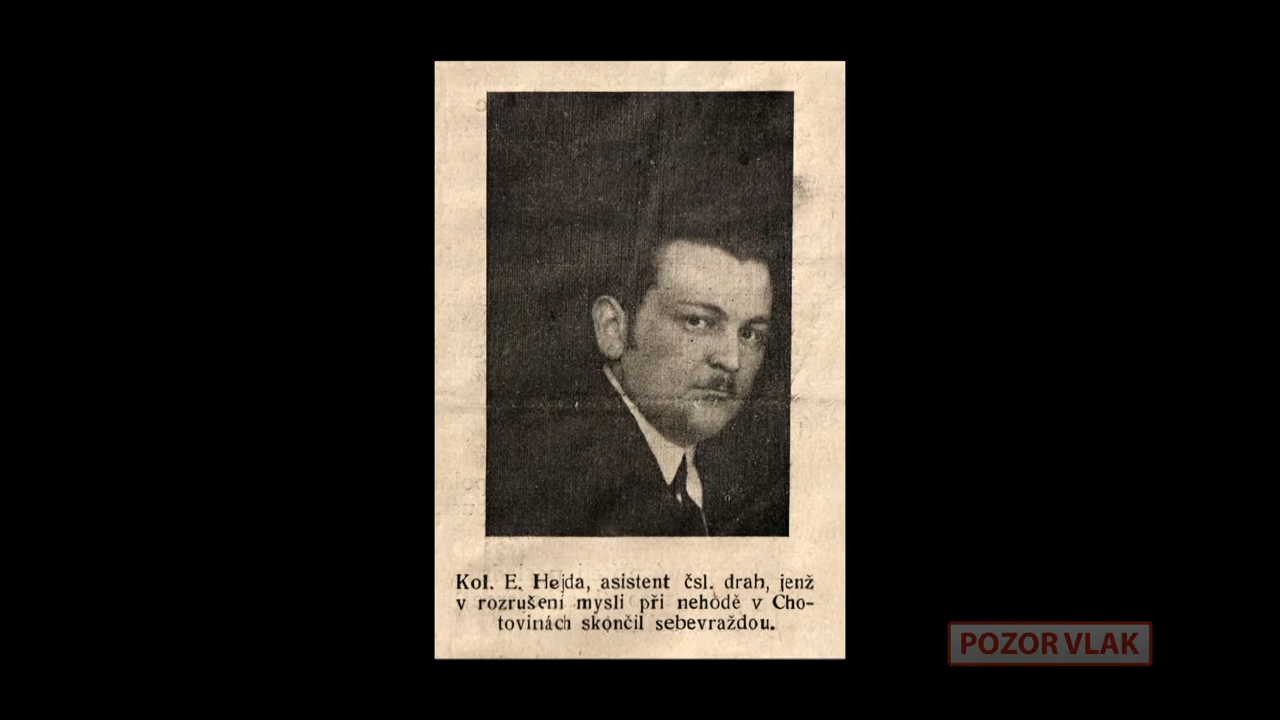 Kol. E. Hejda, asistent čsl. drah, jenž
v rozrušení mysli při nehodě v Cho-
tovinách skončil sebevraždou.
POZOR VLAK